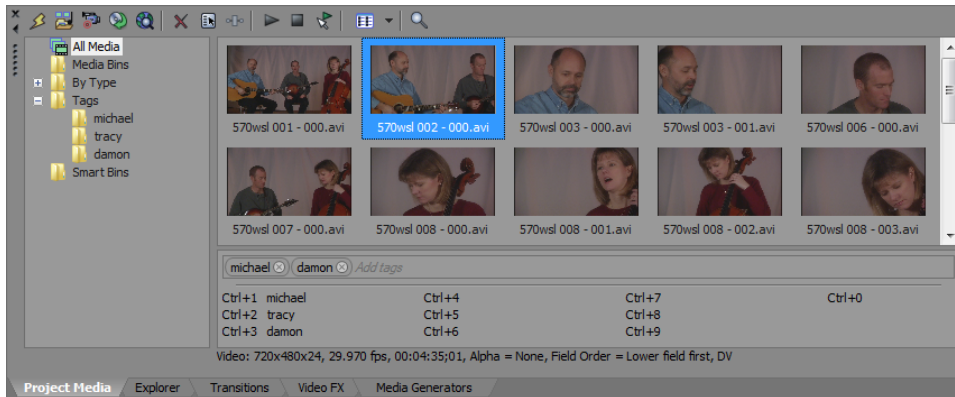 All Media
Media Bins
By Type
Tags
michael
tracy
damon
Smart Bins
570wsl 001 - 000.avi
570wsl 002 - 000.avi
570wsl 003 - 000.avi
570wsl 003 - 001.avi
570wsl 006 - 000.avi
570wsl 007 - 000.avi
570wsl 008 - 000.avi
570wsl 008 - 001.avi
570wsl 008 - 002.avi
570wsl 008 - 003.avi
michael damon Add tags
Ctrl+1 michael Ctrl+4 Ctrl+7 Ctrl+0
Ctrl+2 tracy Ctrl+5 Ctrl+8
Ctrl+3 damon Ctrl+6 Ctrl+9
Video: 720x480x24, 29.970 fps, 00:04:35;01, Alpha = None, Field Order = Lower field first, DV
Project Media Explorer Transitions Video FX Media Generators